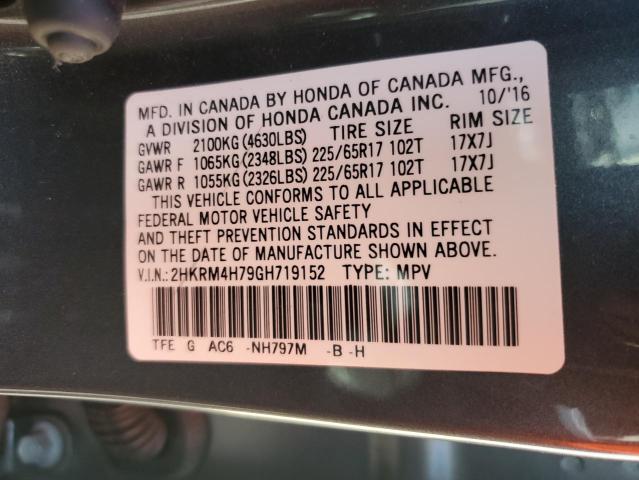 MFD. IN CANADA BY HONDA OF CANADA MFG.,
A DIVISION OF HONDA CANADA INC. 10/'16
GVWR 2100KG(4630LBS) TIRE SIZE RIM SIZE
GAWR F 1065KG(2348LBS) 225/65R17 102T 17X7J
GAWR R 1055KG(2326LBS) 225/65R17 102T 17X7J
THIS VEHICLE CONFORMS TO ALL APPLICABLE
FEDERAL MOTOR VEHICLE SAFETY
AND THEFT PREVENTION STANDARDS IN EFFECT
ON THE DATE OF MANUFACTURE SHOWN ABOVE.
V.I.N.: 2HKRM4H79GH719152 TYPE: MPV
TFE G AC6 -NH797M -B -H